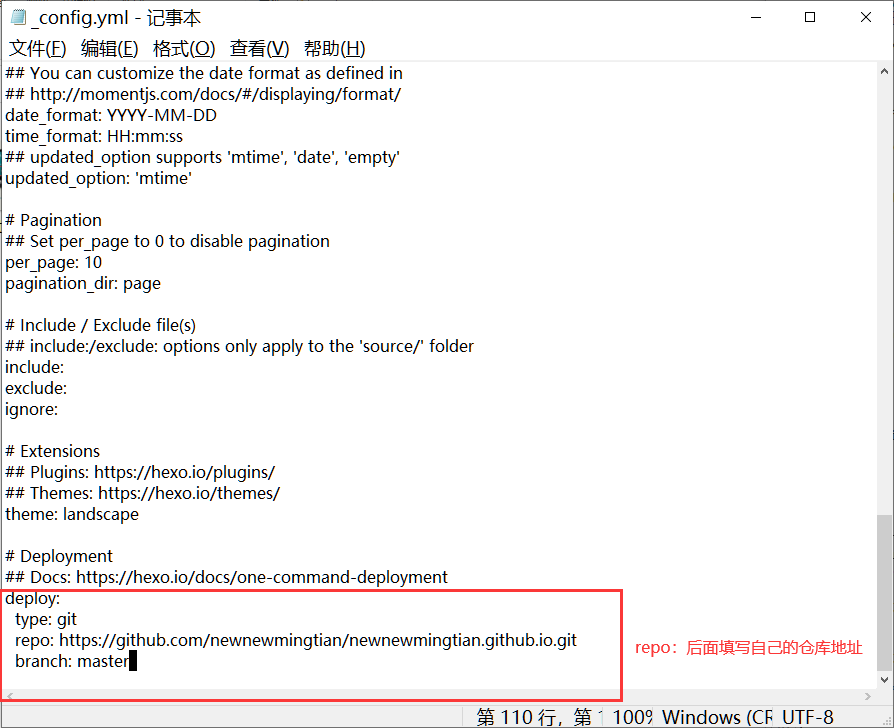 _config.yml - 记事本
文件(F) 编辑(E) 格式(O) 查看(V) 帮助(H)
## You can customize the date format as defined in
## http://momentjs.com/docs/#/displaying/format/
date_format: YYYY-MM-DD
time_format: HH:mm:ss
## updated_option supports 'mtime', 'date', 'empty'
updated_option: 'mtime'
# Pagination
## Set per_page to 0 to disable pagination
per_page: 10
pagination_dir: page
# Include / Exclude file(s)
## include:/exclude: options only apply to the 'source/' folder
include:
exclude:
ignore:
# Extensions
## Plugins: https://hexo.io/plugins/
## Themes: https://hexo.io/themes/
theme: landscape
# Deployment
## Docs: https://hexo.io/docs/one-command-deployment
deploy:
type: git
repo: https://github.com/newnewmingtian/newnewmingtian.github.io.git
repo：后面填写自己的仓库地址
branch: master
第 110 行，第 100% Windows (CR UTF-8